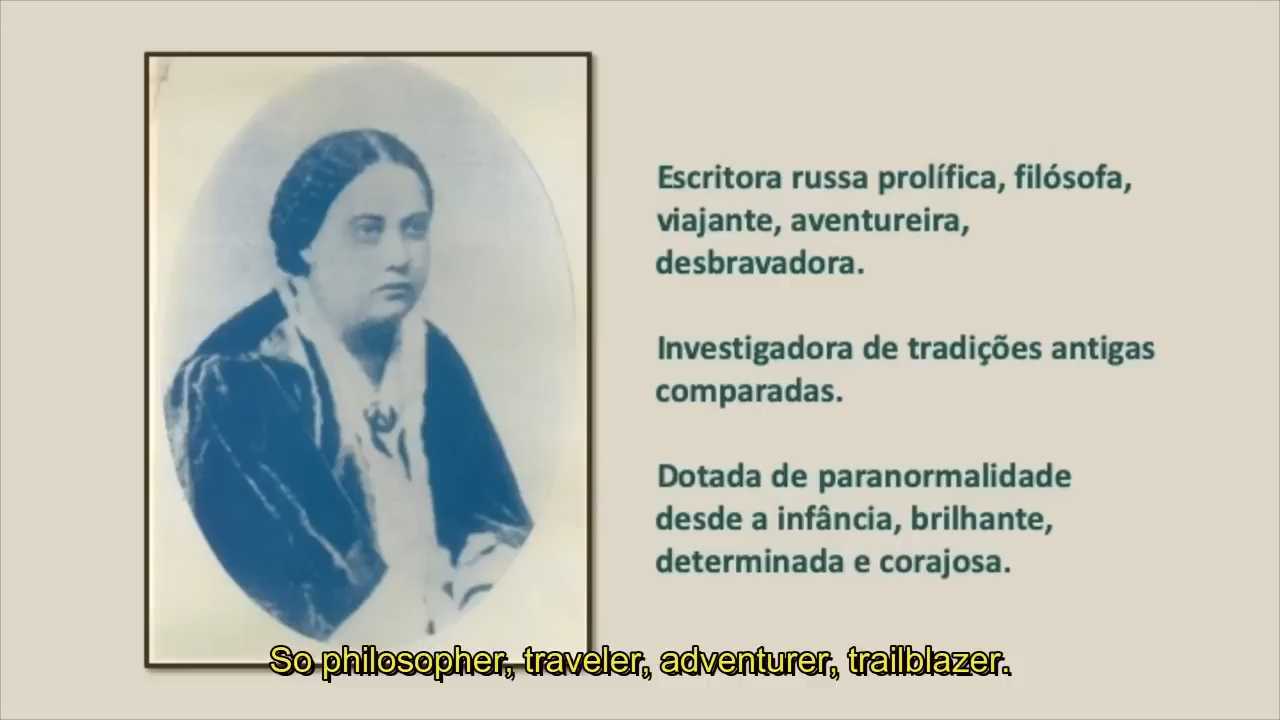 Escritora russa prolífica, filósofa,
viajante, aventureira,
desbravadora.
Investigadora de tradições antigas
comparadas.
Dotada de paranormalidade
desde a infância, brilhante,
determinada e corajosa.
So philosopher, traveler, adventurer, trailblazer.